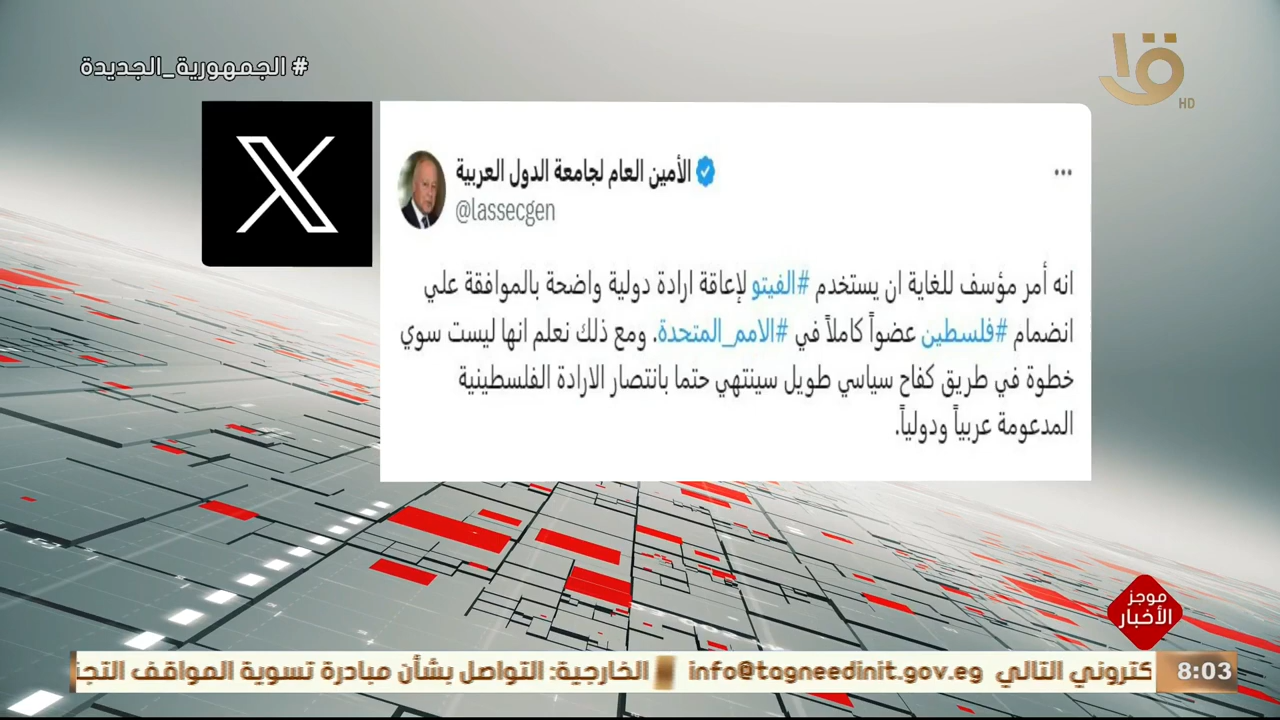 #الجمهورية_الجديدة
HD
X
الأمين العام لجامعة الدول العربية
@lassecgen
انه أمر مؤسف للغاية ان يستخدم #الفيتو لإعاقة ارادة دولية واضحة بالموافقة علي
انضمام #فلسطين عضواً كاملاً في #الامم_المتحدة. ومع ذلك نعلم انها ليست سوي
خطوة في طريق كفاح سياسي طويل سينتهي حتما بانتصار الارادة الفلسطينية
المدعومة عربياً ودولياً.
موجز
الأخبار
8:03 كتروني التالي info@tagneedinit.gov.eg الخارجية: التواصل بشأن مبادرة تسوية المواقف التجن